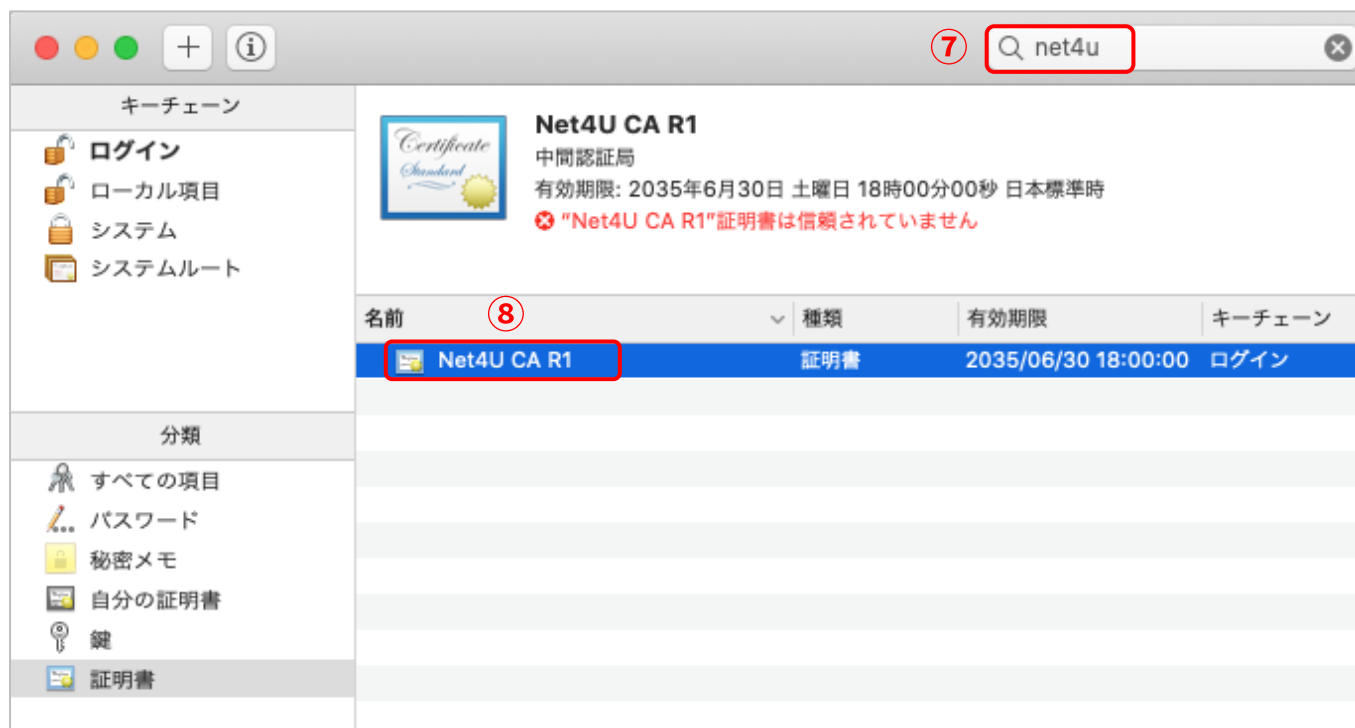 ⑦ net4u
キーチェーン
ログイン
ローカル項目
システム
システムルート
Certificate
Standard
Net4U CA R1
中間認証局
有効期限: 2035年6月30日 土曜日 18時00分00秒 日本標準時
"Net4U CA R1"証明書は信頼されていません
名前 ⑧ 種類 有効期限 キーチェーン
Net4U CA R1 証明書 2035/06/30 18:00:00 ログイン
分類
すべての項目
パスワード
秘密メモ
自分の証明書
鍵
証明書